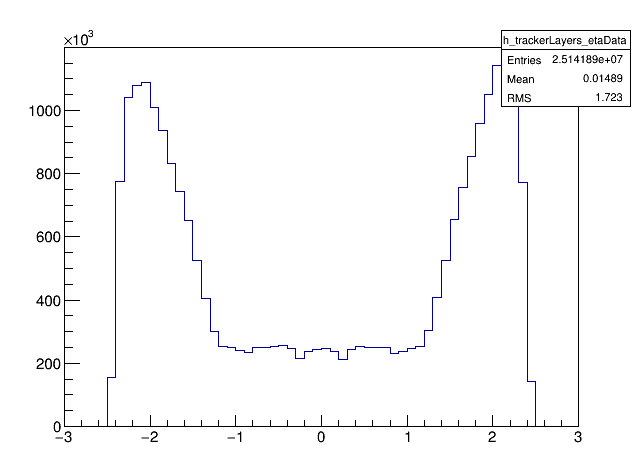 ×10³
h_trackerLayers_etaData
Entries 2.514189e+07
Mean 0.01489
RMS 1.723
1000
800
600
400
200
0
−3 −2 −1 0 1 2 3